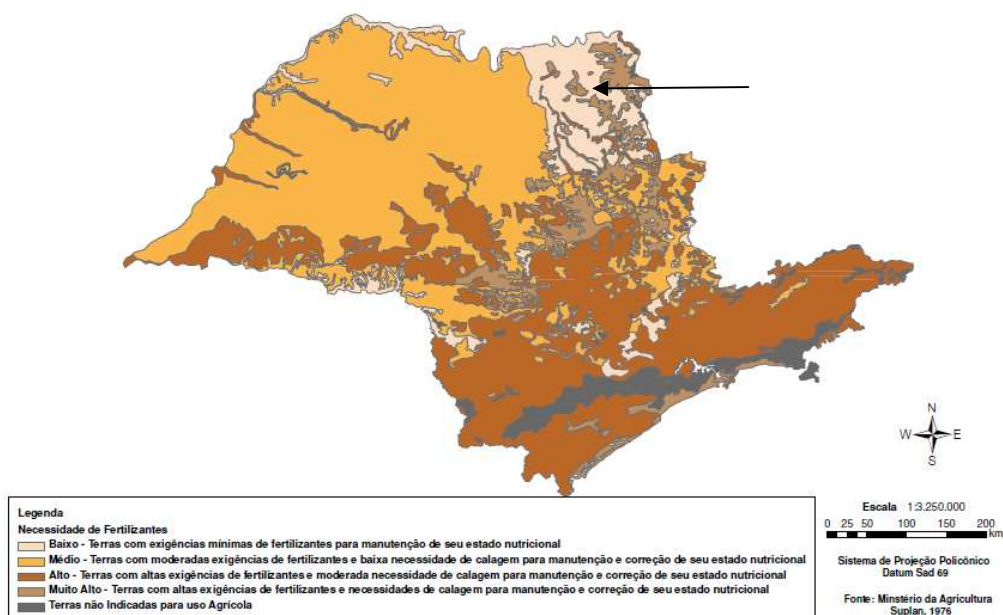 N
W E
S
Legenda
Necessidade de Fertilizantes
Baixo - Terras com exigências mínimas de fertilizantes para manutenção de seu estado nutricional
Médio - Terras com moderadas exigências de fertilizantes e baixa necessidade de calagem para manutenção e correção de seu estado nutricional
Alto - Terras com altas exigências de fertilizantes e moderada necessidade de calagem para manutenção e correção de seu estado nutricional
Muito Alto - Terras com altas exigências de fertilizantes e necessidades de calagem para manutenção e correção de seu estado nutricional
Terras não Indicadas para uso Agrícola
Escala 1:3.250.000
0 25 50 100 150 200
km
Sistema de Projeção Policônico
Datum Sad 69
Fonte: Minstério da Agricultura
Suplan, 1976